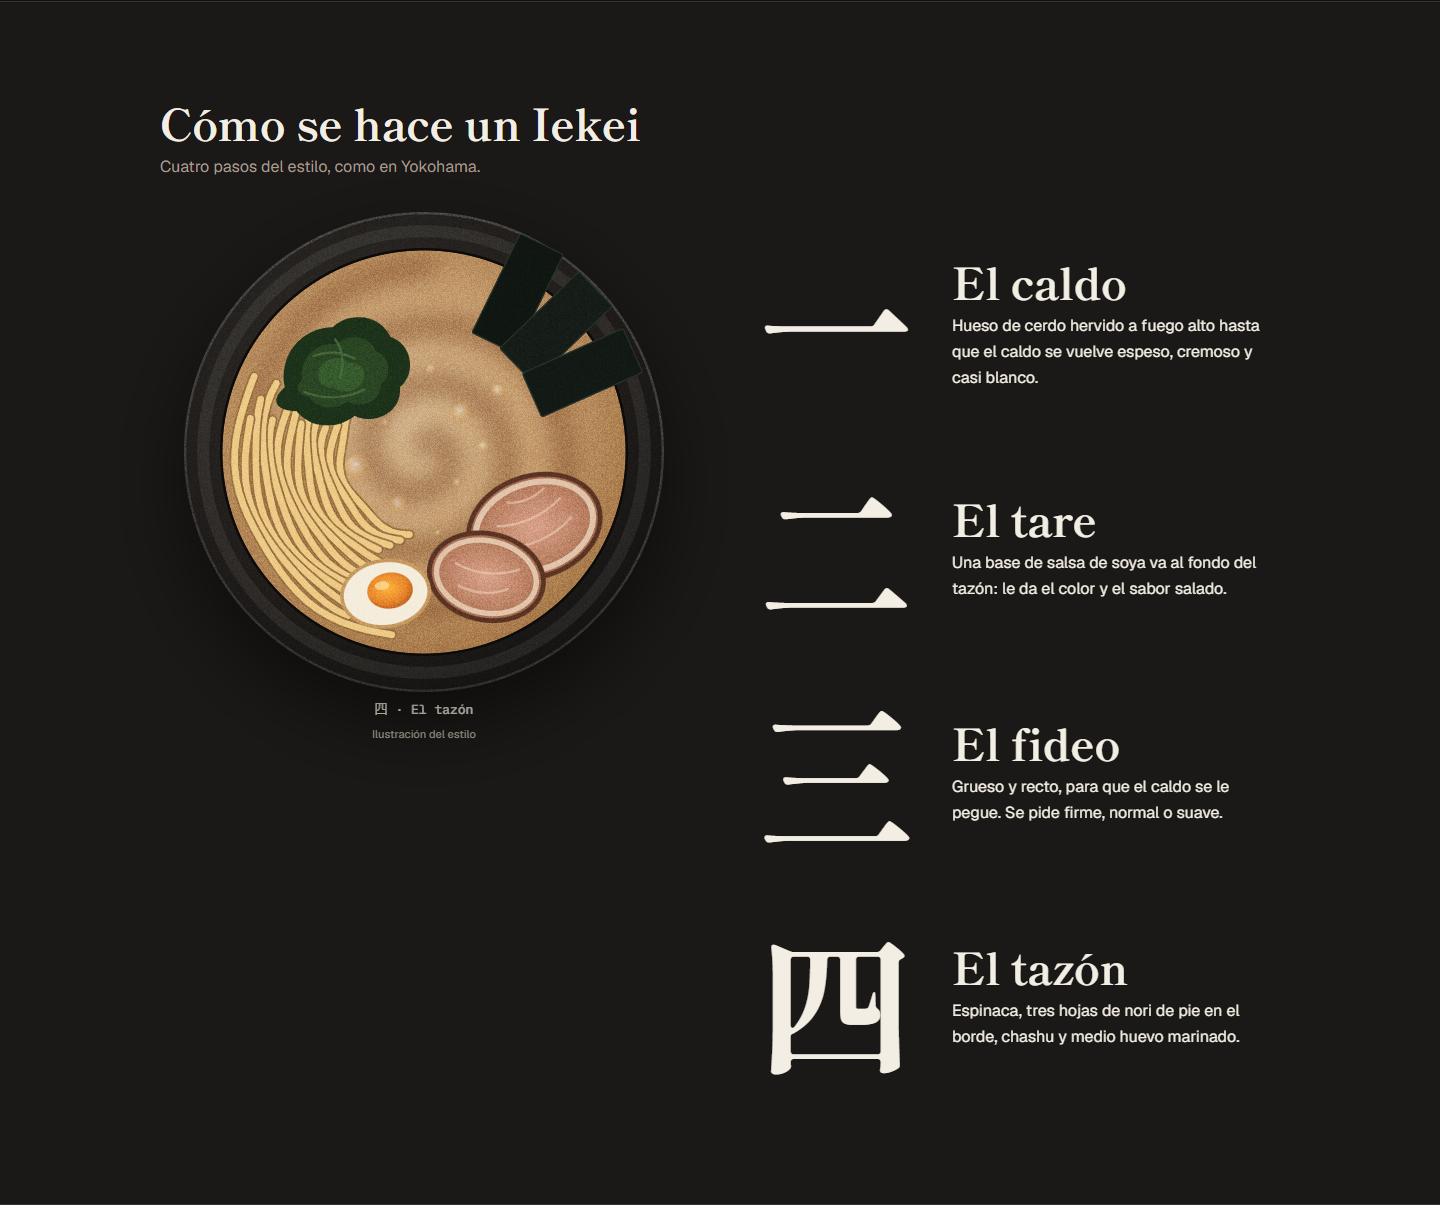 Cómo se hace un Iekei
Cuatro pasos del estilo, como en Yokohama.
四 · El tazón
Ilustración del estilo
一
El caldo
Hueso de cerdo hervido a fuego alto hasta
que el caldo se vuelve espeso, cremoso y
casi blanco.
二
El tare
Una base de salsa de soya va al fondo del
tazón: le da el color y el sabor salado.
三
El fideo
Grueso y recto, para que el caldo se le
pegue. Se pide firme, normal o suave.
四
El tazón
Espinaca, tres hojas de nori de pie en el
borde, chashu y medio huevo marinado.